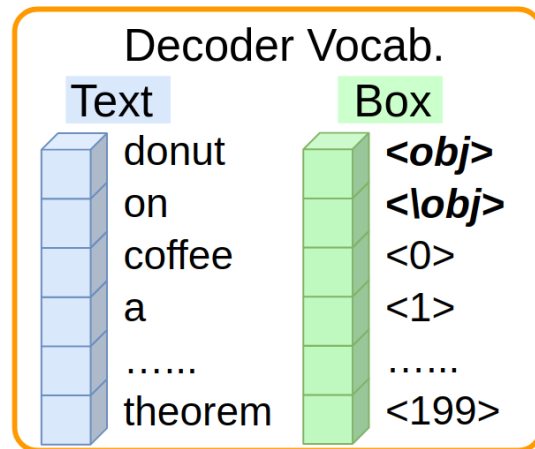 Decoder Vocab.
Text
donut
on
coffee
a
…...
theorem
Box
<obj>
<\obj>
<0>
<1>
…...
<199>